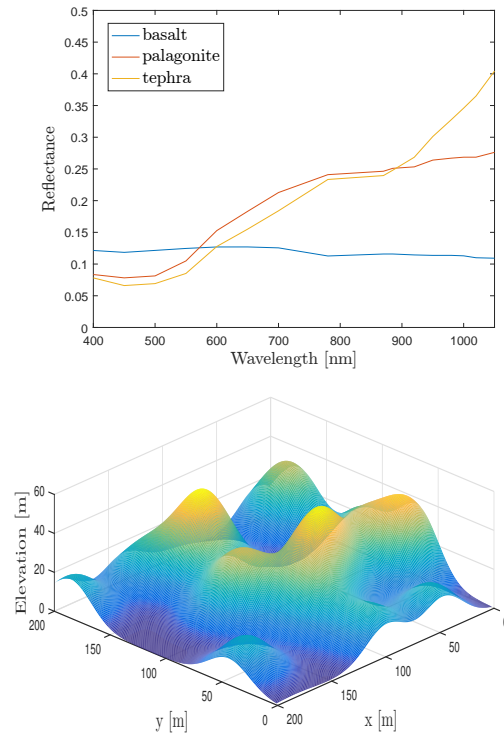 0.5
0.45
0.4
0.35
0.3
0.25
0.2
0.15
0.1
0.05
0
Reflectance
basalt
palagonite
tephra
400 500 600 700 800 900 1000
Wavelength [nm]
60
40
20
0
Elevation [m]
200
150
100
50
0
y [m]
200
150
100
50
0
x [m]